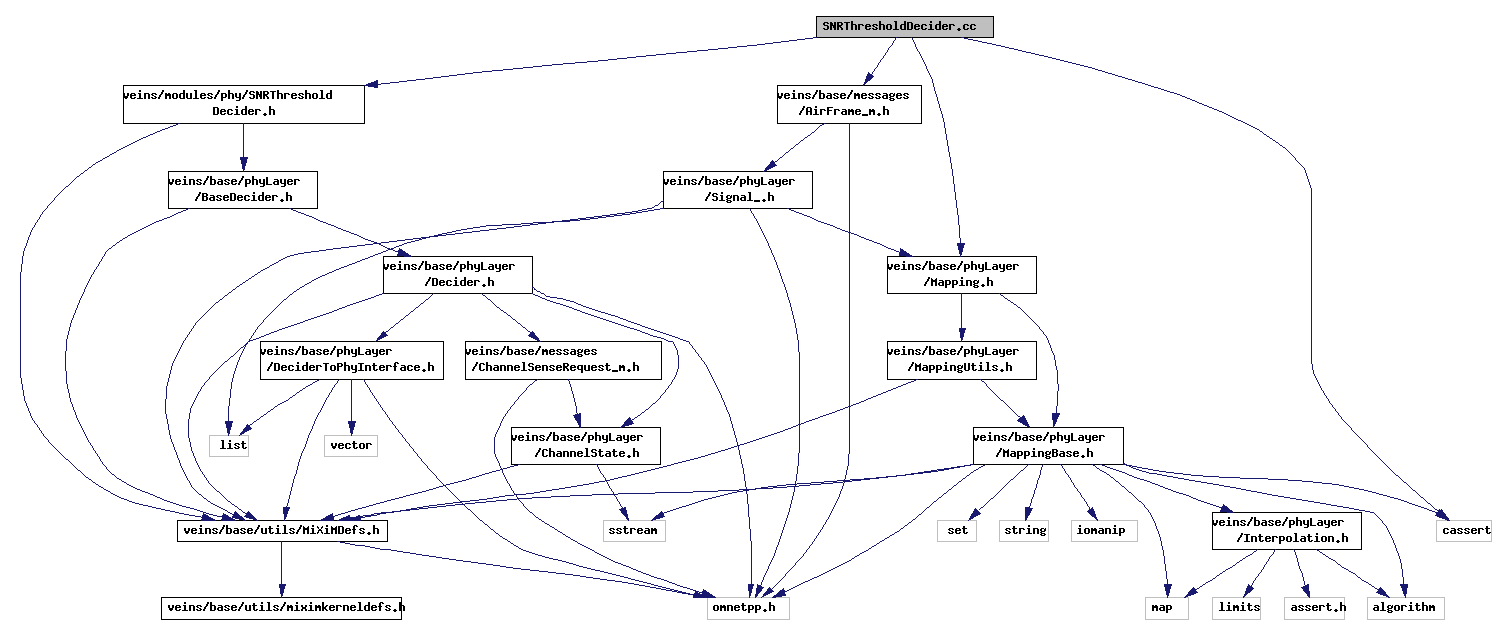 SNRThresholdDecider.cc
veins/modules/phy/SNRThreshold
Decider.h
veins/base/messages
/AirFrame_m.h
veins/base/phyLayer
/BaseDecider.h
veins/base/phyLayer
/Signal_.h
veins/base/phyLayer
/Decider.h
veins/base/phyLayer
/Mapping.h
veins/base/phyLayer
/DeciderToPhyInterface.h
veins/base/messages
/ChannelSenseRequest_m.h
veins/base/phyLayer
/MappingUtils.h
list
vector
veins/base/phyLayer
/ChannelState.h
veins/base/phyLayer
/MappingBase.h
veins/base/utils/MiXiMDefs.h
sstream
set
string
iomanip
veins/base/phyLayer
/Interpolation.h
cassert
veins/base/utils/miximkerneldefs.h
omnetpp.h
map
limits
assert.h
algorithm